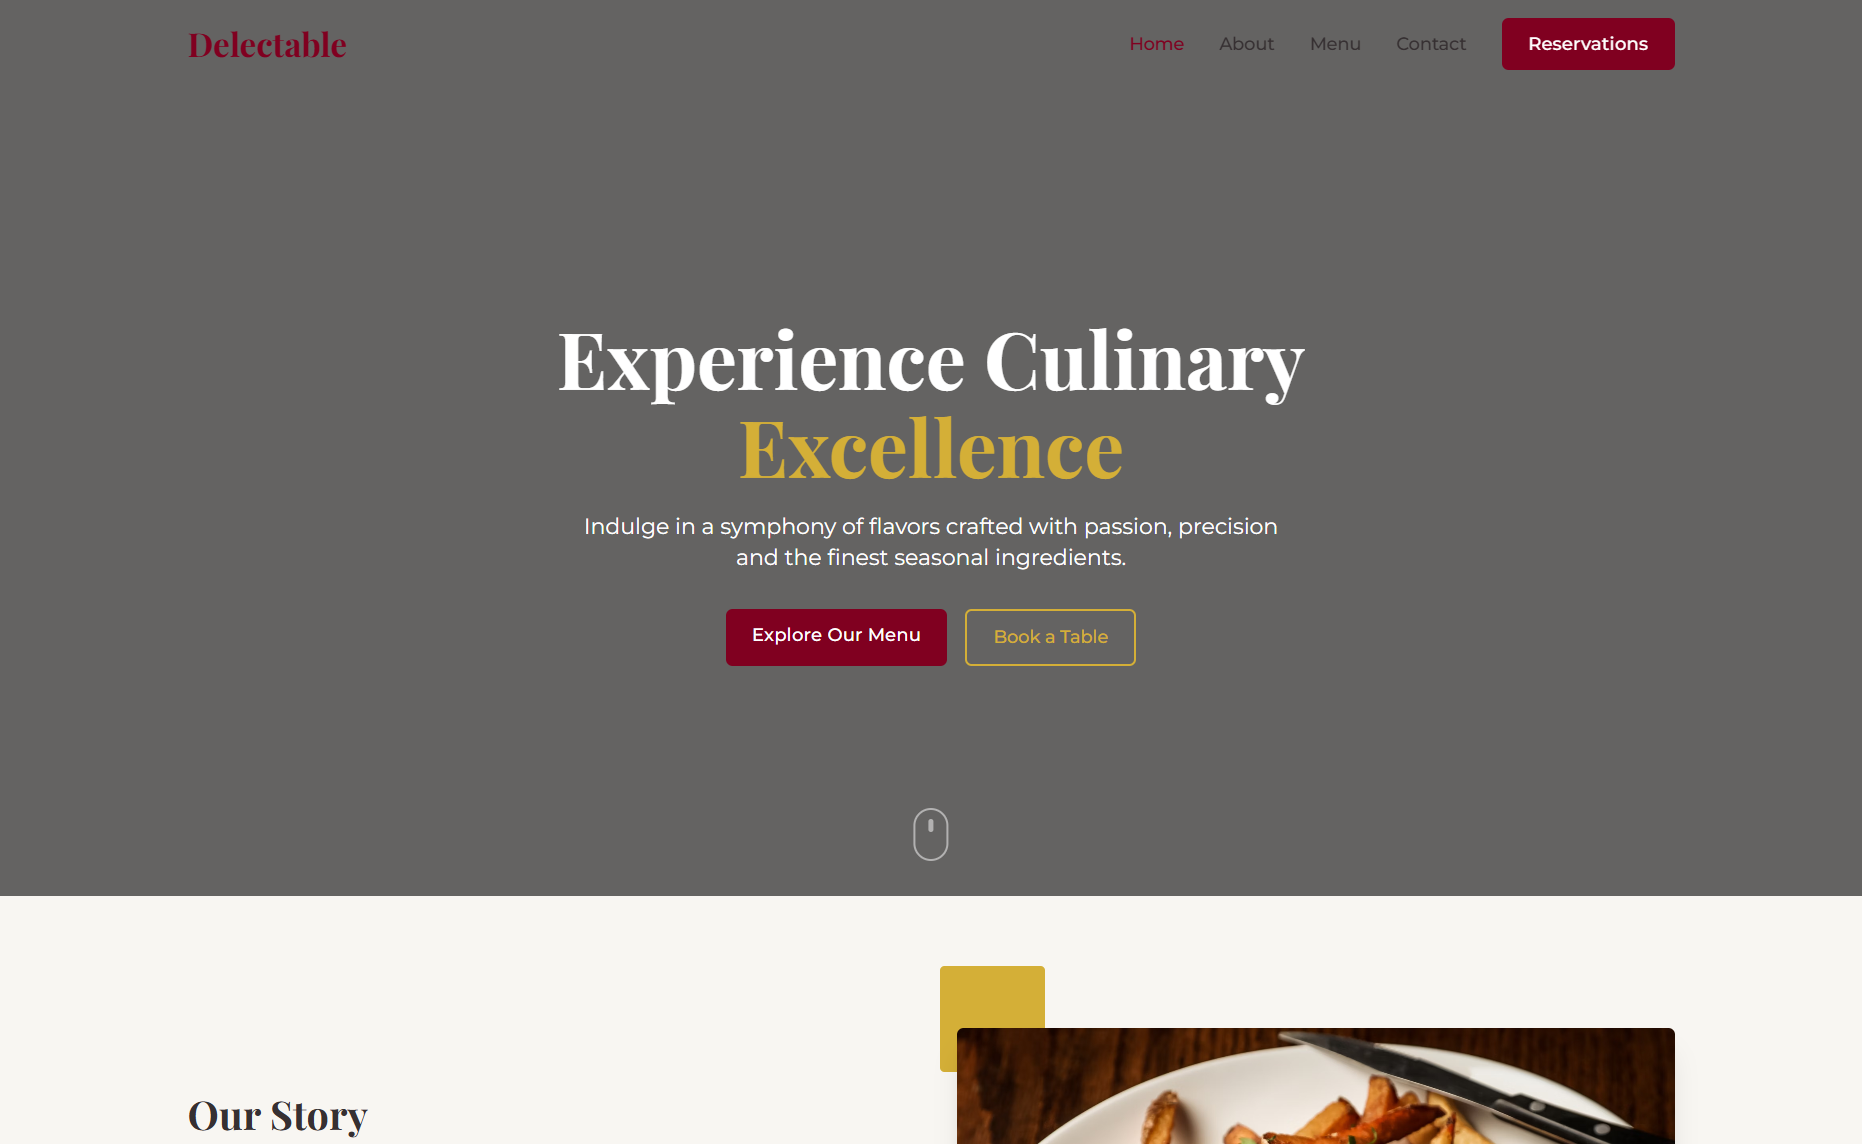 Delectable
Home
About
Menu
Contact
Reservations
Experience Culinary
Excellence
Indulge in a symphony of flavors crafted with passion, precision
and the finest seasonal ingredients.
Explore Our Menu
Book a Table
Our Story